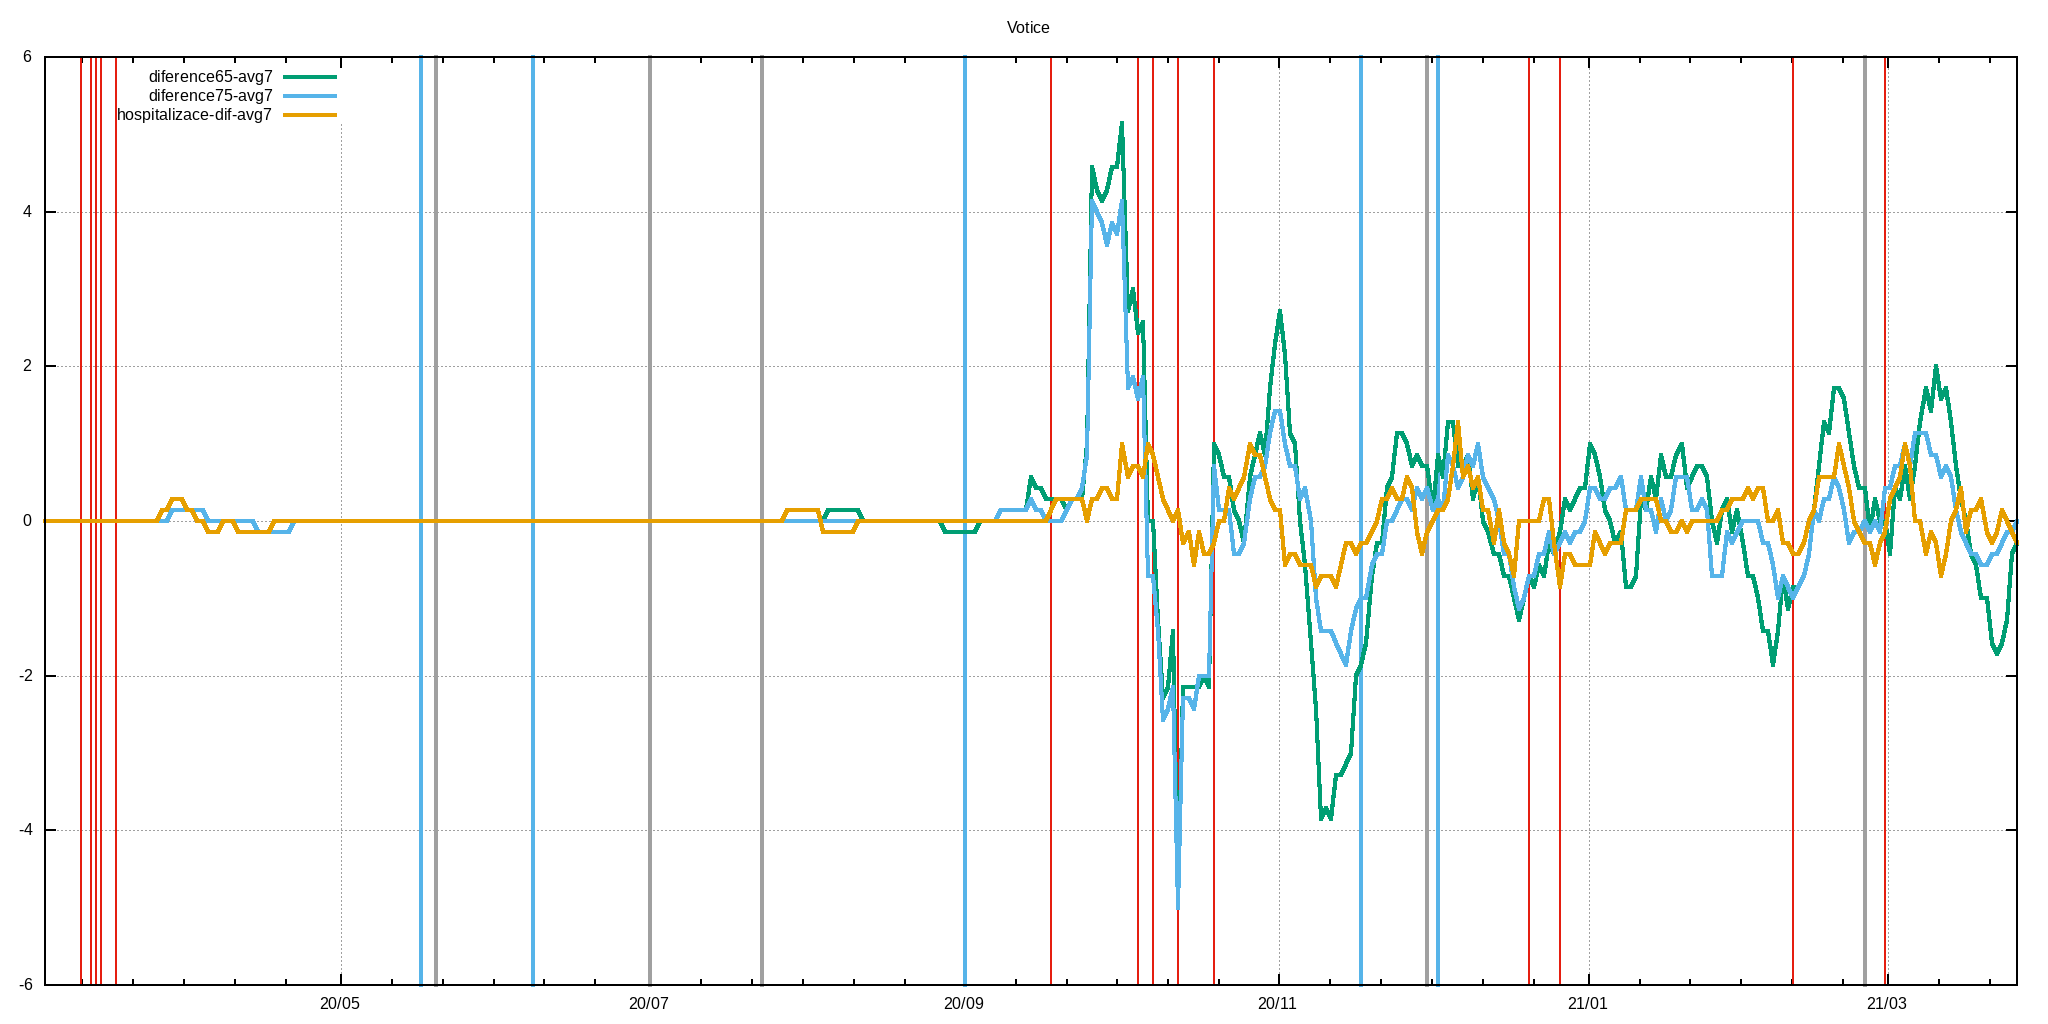 Votice
6
diference65-avg7
diference75-avg7
hospitalizace-dif-avg7
4
2
0
-2
-4
-6
20/05 20/07 20/09 20/11 21/01 21/03